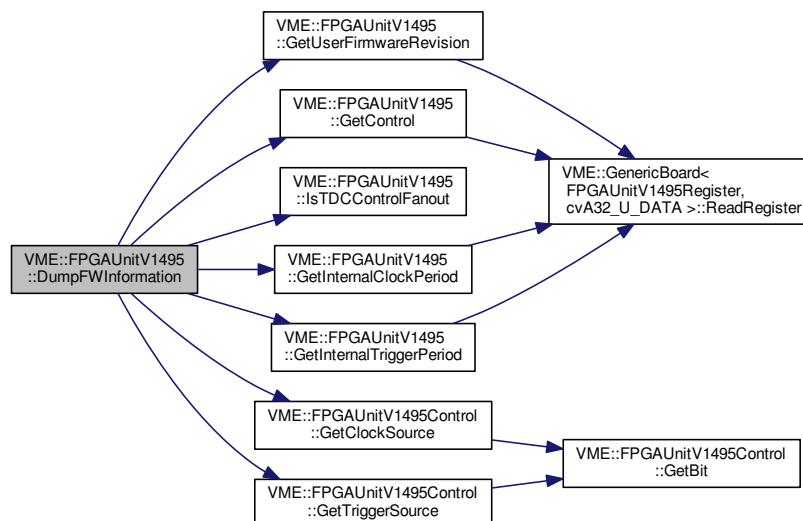 VME::FPGAUnitV1495
::GetUserFirmwareRevision
VME::FPGAUnitV1495
::GetControl
VME::FPGAUnitV1495
::IsTDCControlFanout
VME::FPGAUnitV1495
::DumpFWInformation
VME::FPGAUnitV1495
::GetInternalClockPeriod
VME::FPGAUnitV1495
::GetInternalTriggerPeriod
VME::FPGAUnitV1495Control
::GetClockSource
VME::FPGAUnitV1495Control
::GetTriggerSource
VME::GenericBoard<
FPGAUnitV1495Register,
cvA32_U_DATA >::ReadRegister
VME::FPGAUnitV1495Control
::GetBit